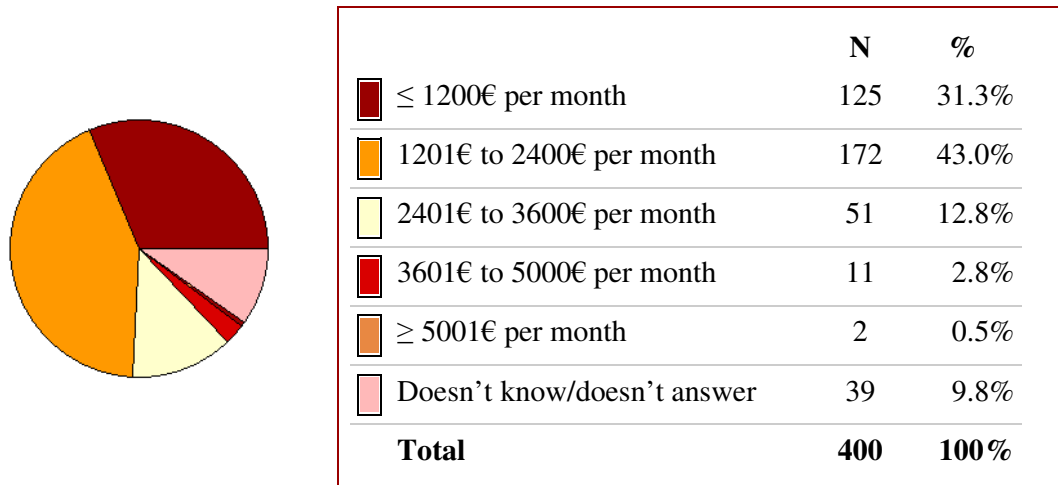 N %
≤ 1200€ per month 125 31.3%
1201€ to 2400€ per month 172 43.0%
2401€ to 3600€ per month 51 12.8%
3601€ to 5000€ per month 11 2.8%
≥ 5001€ per month 2 0.5%
Doesn’t know/doesn’t answer 39 9.8%
Total 400 100%